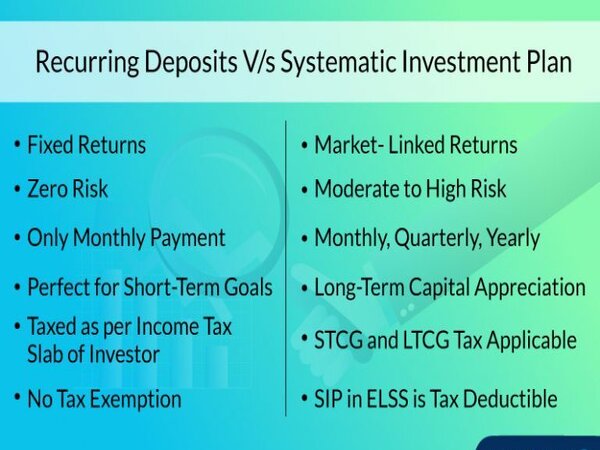 Recurring Deposits V/s Systematic Investment Plan
• Fixed Returns
• Zero Risk
• Only Monthly Payment
• Perfect for Short-Term Goals
• Taxed as per Income Tax
Slab of Investor
• No Tax Exemption
• Market- Linked Returns
• Moderate to High Risk
• Monthly, Quarterly, Yearly
• Long-Term Capital Appreciation
• STCG and LTCG Tax Applicable
• SIP in ELSS is Tax Deductible